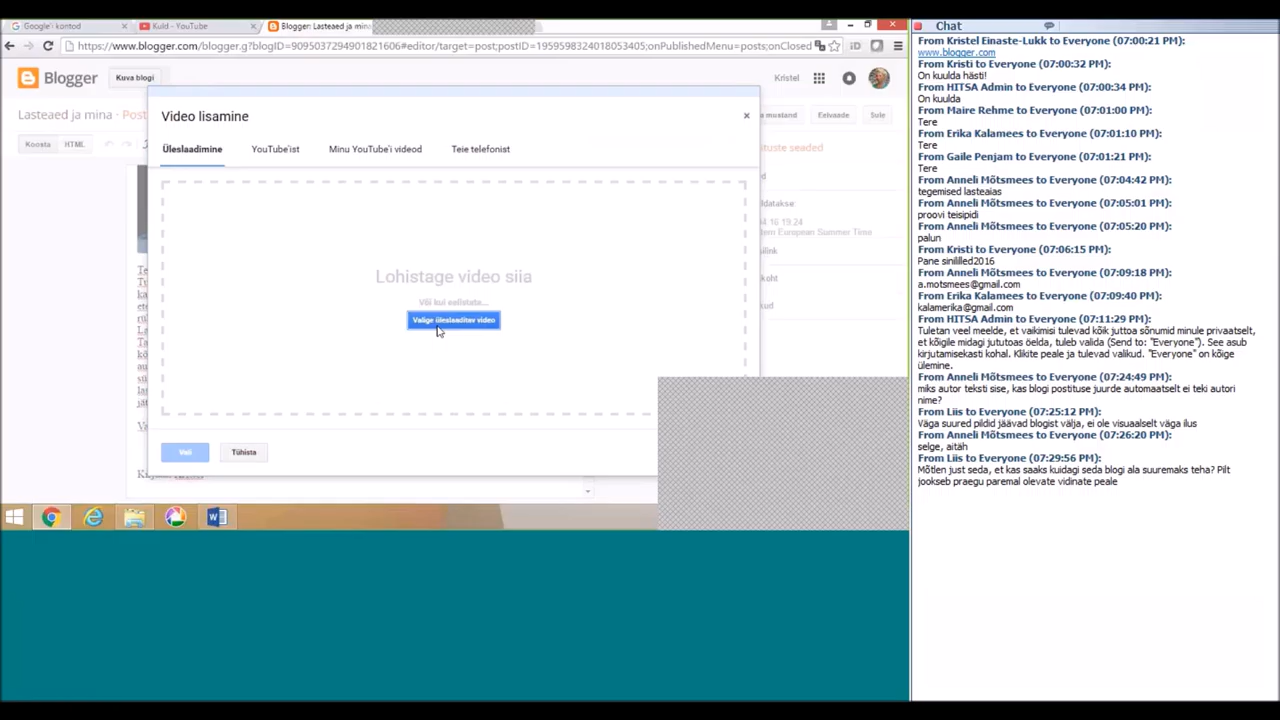 Google'i kontod
Kuld - YouTube
Blogger: Lasteaed ja mina
https://www.blogger.com/blogger.g?blogID=9095037294901821606#editor/target=post;postID=1959598324018053405;onPublishedMenu=posts;onClosed
Blogger
Kuva blogi
Kristel
Lasteaed ja mina · Post
Eelvaade
Sule
Koosta
HTML
Video lisamine
Üleslaadimine
YouTube'ist
Minu YouTube'i videod
Teie telefonist
Lohistage video siia
Või kui eelistate...
Valige üleslaaditav video
Vali
Tühista
Chat
From Kristel Einaste-Lukk to Everyone (07:00:21 PM):
www.blogger.com
From Kristi to Everyone (07:00:32 PM):
On kuulda hästi!
From HITSA Admin to Everyone (07:00:34 PM):
On kuulda
From Maire Rehme to Everyone (07:01:00 PM):
Tere
From Erika Kalamees to Everyone (07:01:10 PM):
Tere
From Gaile Penjam to Everyone (07:01:21 PM):
Tere
From Anneli Mõtsmees to Everyone (07:04:42 PM):
tegemised lasteaias
From Anneli Mõtsmees to Everyone (07:05:01 PM):
proovi teisipidi
From Anneli Mõtsmees to Everyone (07:05:20 PM):
palun
From Kristi to Everyone (07:06:15 PM):
Pane sinililled2016
From Anneli Mõtsmees to Everyone (07:09:18 PM):
a.motsmees@gmail.com
From Erika Kalamees to Everyone (07:09:40 PM):
kalamerika@gmail.com
From HITSA Admin to Everyone (07:11:29 PM):
Tuletan veel meelde, et vaikimisi tulevad kõik juttoa sõnumid minule privaatselt,
et kõigile midagi jututoas öelda, tuleb valida (Send to: "Everyone"). See asub
kirjutamisekasti kohal. Klikite peale ja tulevad valikud. "Everyone" on kõige
ülemine.
From Anneli Mõtsmees to Everyone (07:24:49 PM):
miks autor teksti sise, kas blogi postituse juurde automaatselt ei teki autori
nime?
From Liis to Everyone (07:25:12 PM):
Väga suured pildid jäävad blogist välja, ei ole visuaalselt väga ilus
From Anneli Mõtsmees to Everyone (07:26:20 PM):
selge, aitäh
From Liis to Everyone (07:29:56 PM):
Mõtlen just seda, et kas saaks kuidagi seda blogi ala suuremaks teha? Pilt
jookseb praegu paremal olevate vidinate peale